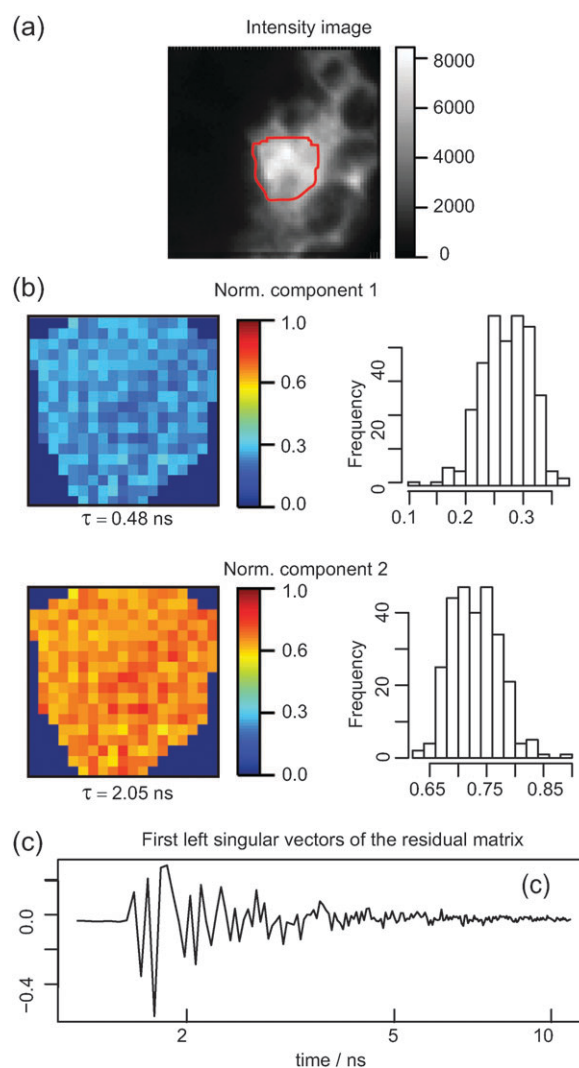 (a)
Intensity image
8000
6000
4000
2000
0
(b)
Norm. component 1
1.0
0.6
0.3
0.0
τ = 0.48 ns
Frequency
40
20
0
0.1 0.2 0.3
Norm. component 2
1.0
0.6
0.3
0.0
τ = 2.05 ns
Frequency
40
20
0
0.65 0.75 0.85
(c)
First left singular vectors of the residual matrix
(c)
0.0
−0.4
2 5 10
time / ns